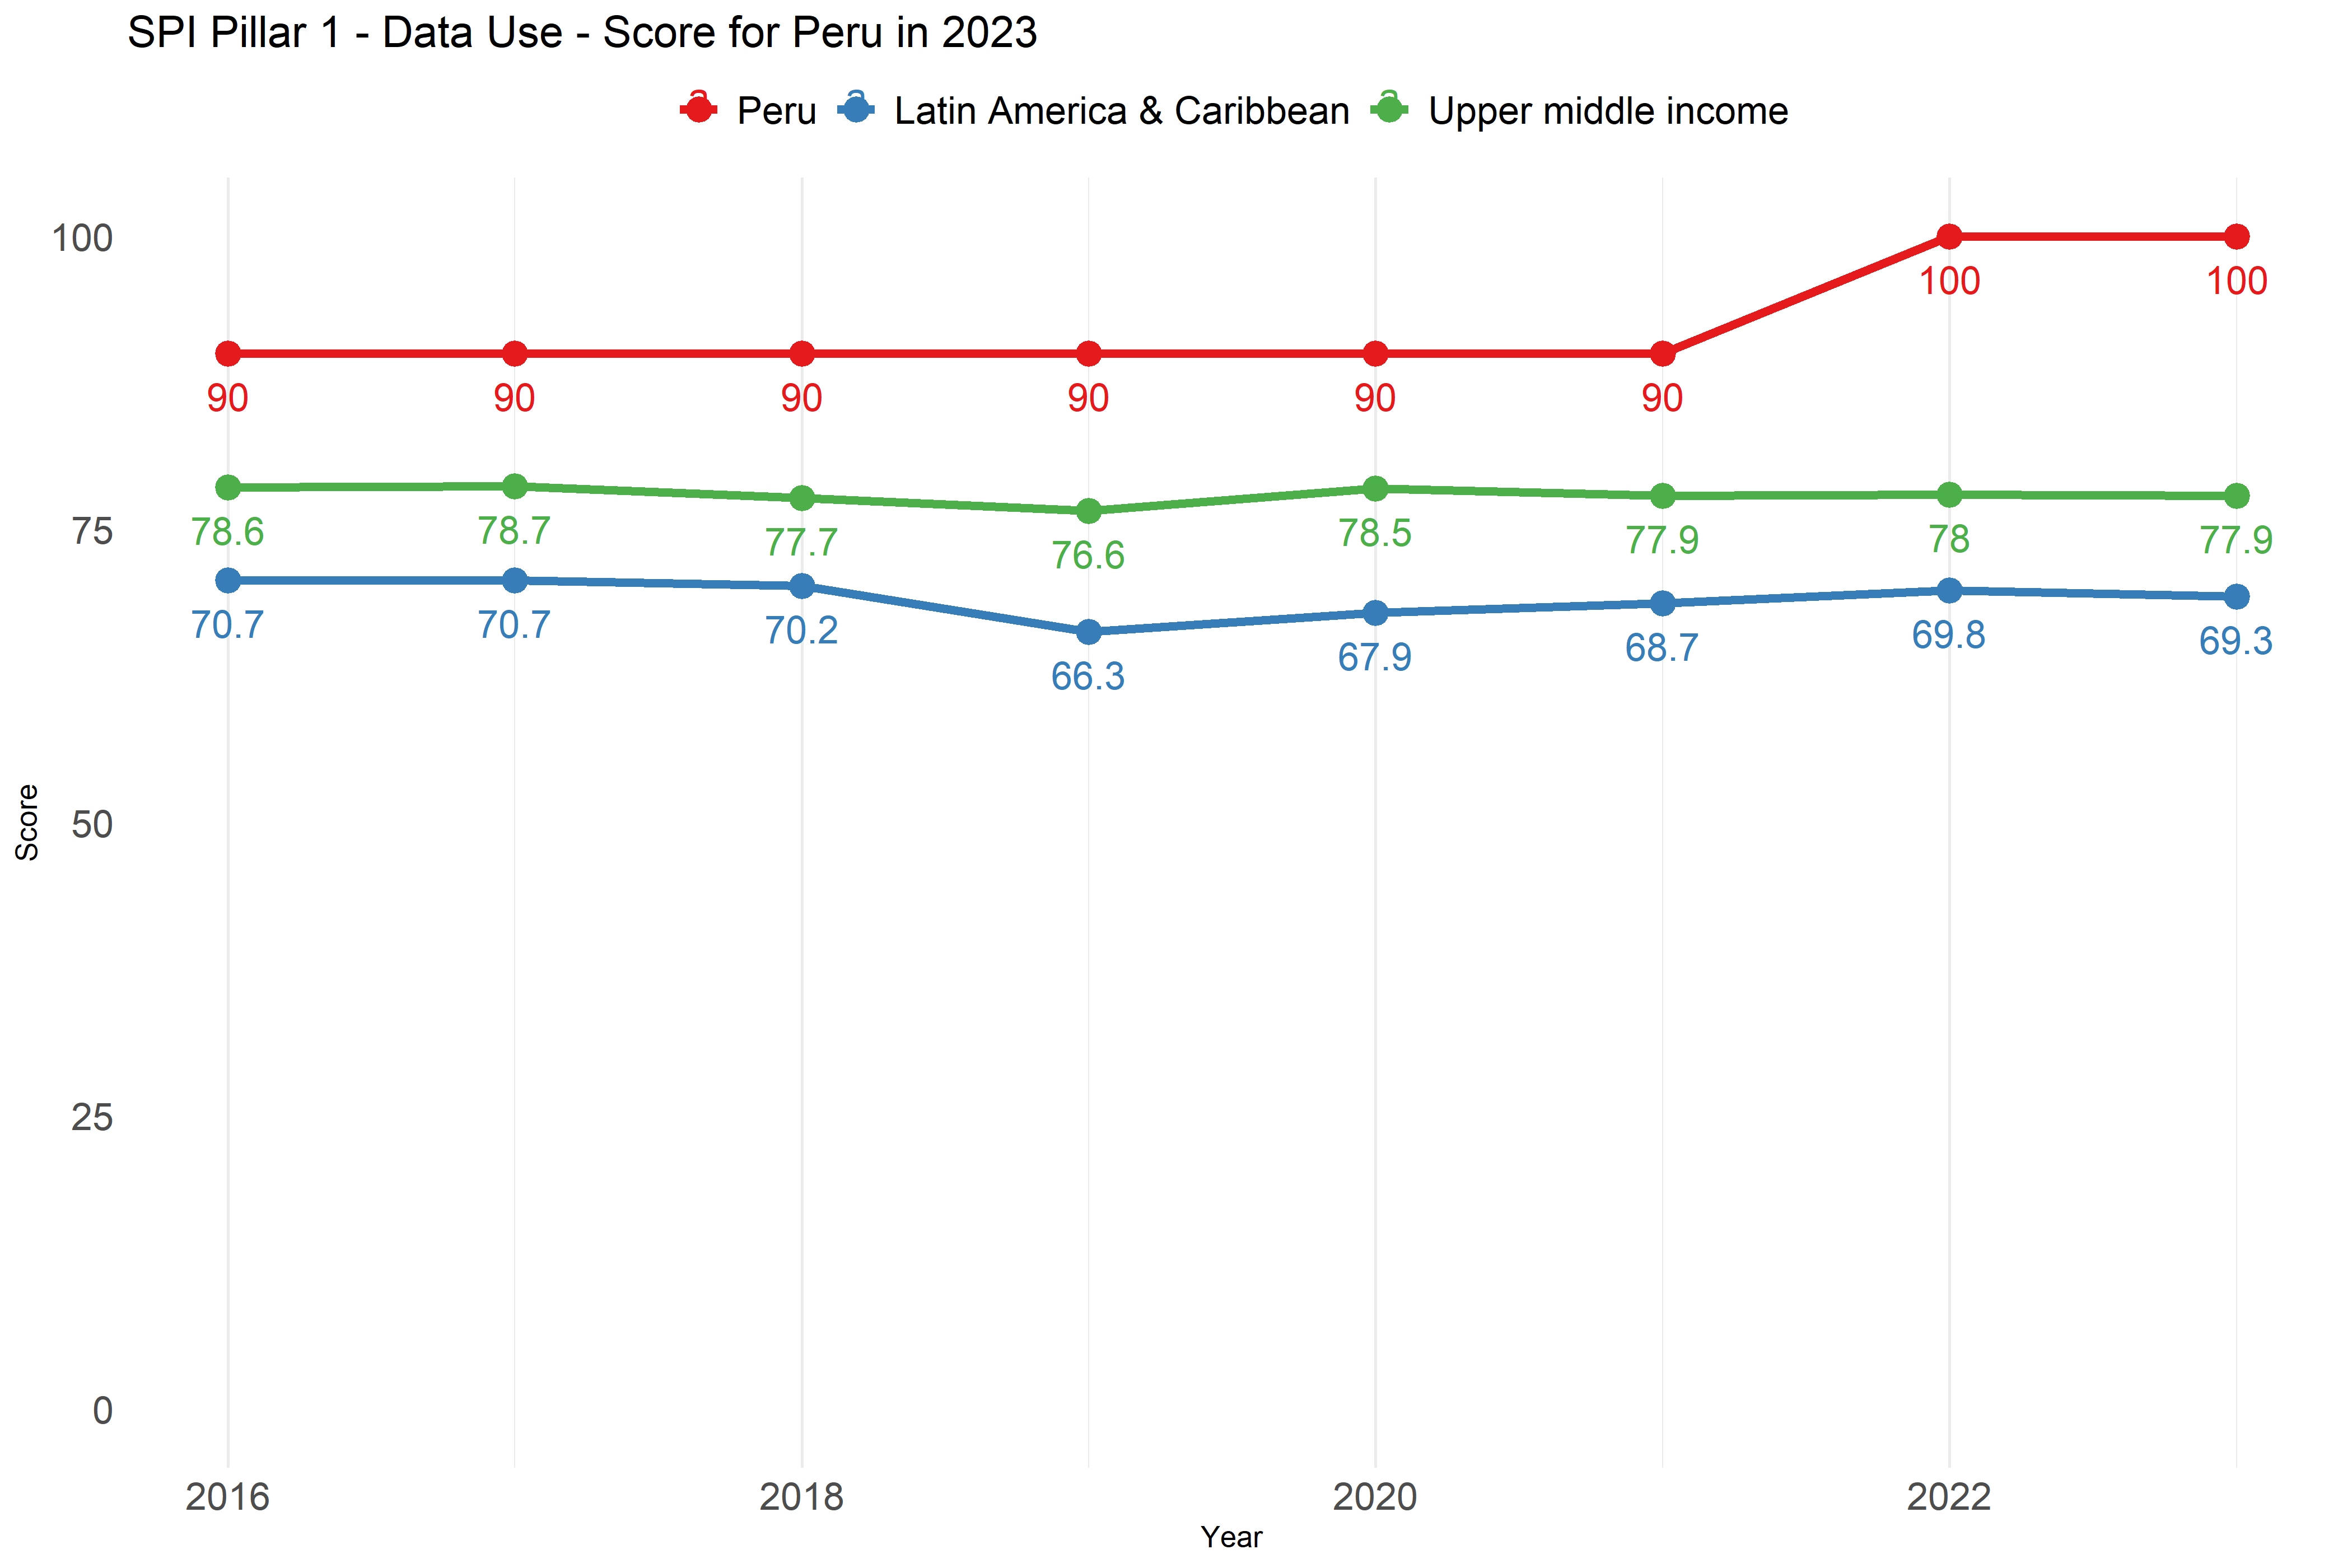 SPI Pillar 1 - Data Use - Score for Peru in 2023
Peru Latin America & Caribbean Upper middle income
100
100 100
90 90 90 90 90 90
75
78.6 78.7 77.7 76.6 78.5 77.9 78 77.9
70.7 70.7 70.2 66.3 67.9 68.7 69.8 69.3
Score
50
25
0
2016 2018 2020 2022
Year